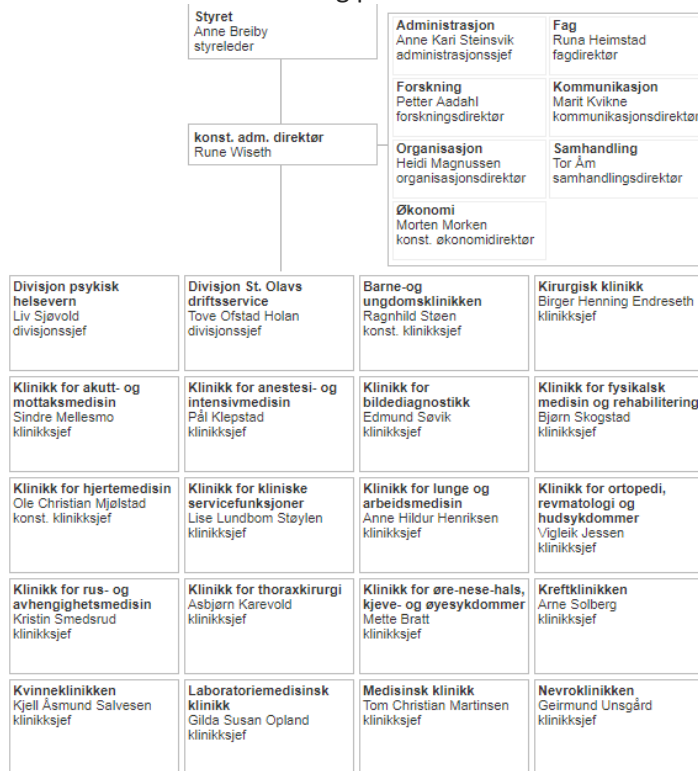 Styret
Anne Breiby
styreleder
Administrasjon
Anne Kari Steinsvik
administrasjonssjef
Fag
Runa Heimstad
fagdirektør
Forskning
Petter Aadahl
forskningsdirektør
Kommunikasjon
Marit Kvikne
kommunikasjonsdirektør
konst. adm. direktør
Rune Wiseth
Organisasjon
Heidi Magnussen
organisasjonsdirektør
Samhandling
Tor Åm
samhandlingsdirektør
Økonomi
Morten Morken
konst. økonomidirektør
Divisjon psykisk
helsevern
Liv Sjøvold
divisjonssjef
Divisjon St. Olavs
driftsservice
Tove Ofstad Holan
divisjonssjef
Barne-og
ungdomsklinikken
Ragnhild Støen
konst. klinikksjef
Kirurgisk klinikk
Birger Henning Endreseth
klinikksjef
Klinikk for akutt- og
mottaksmedisin
Sindre Mellesmo
klinikksjef
Klinikk for anestesi- og
intensivmedisin
Pål Klepstad
klinikksjef
Klinikk for
bildediagnostikk
Edmund Søvik
klinikksjef
Klinikk for fysikalsk
medisin og rehabilitering
Bjørn Skogstad
klinikksjef
Klinikk for hjertemedisin
Ole Christian Mjølstad
konst. klinikksjef
Klinikk for kliniske
servicefunksjoner
Lise Lundbom Støylen
klinikksjef
Klinikk for lunge og
arbeidsmedisin
Anne Hildur Henriksen
klinikksjef
Klinikk for ortopedi,
revmatologi og
hudsykdommer
Vigleik Jessen
klinikksjef
Klinikk for rus- og
avhengighetsmedisin
Kristin Smedsrud
klinikksjef
Klinikk for thoraxkirurgi
Asbjørn Karevold
klinikksjef
Klinikk for øre-nese-hals,
kjeve- og øyesykdommer
Mette Bratt
klinikksjef
Kreftklinikken
Arne Solberg
klinikksjef
Kvinneklinikken
Kjell Åsmund Salvesen
klinikksjef
Laboratoriemedisinsk
klinikk
Gilda Susan Opland
klinikksjef
Medisinsk klinikk
Tom Christian Martinsen
klinikksjef
Nevroklinikken
Geirmund Unsgård
klinikksjef